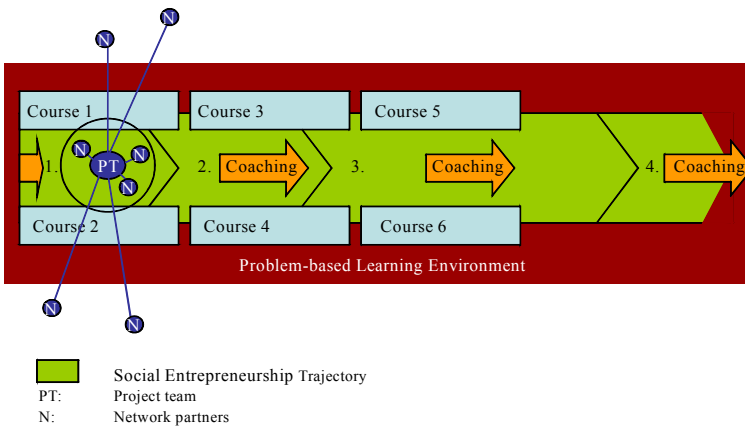 N
N
Course 1
Course 3
Course 5
N
N
1.
PT
2.
Coaching
3.
Coaching
4.
Coaching
N
Course 2
Course 4
Course 6
Problem-based Learning Environment
N
N
Social Entrepreneurship Trajectory
PT: Project team
N: Network partners